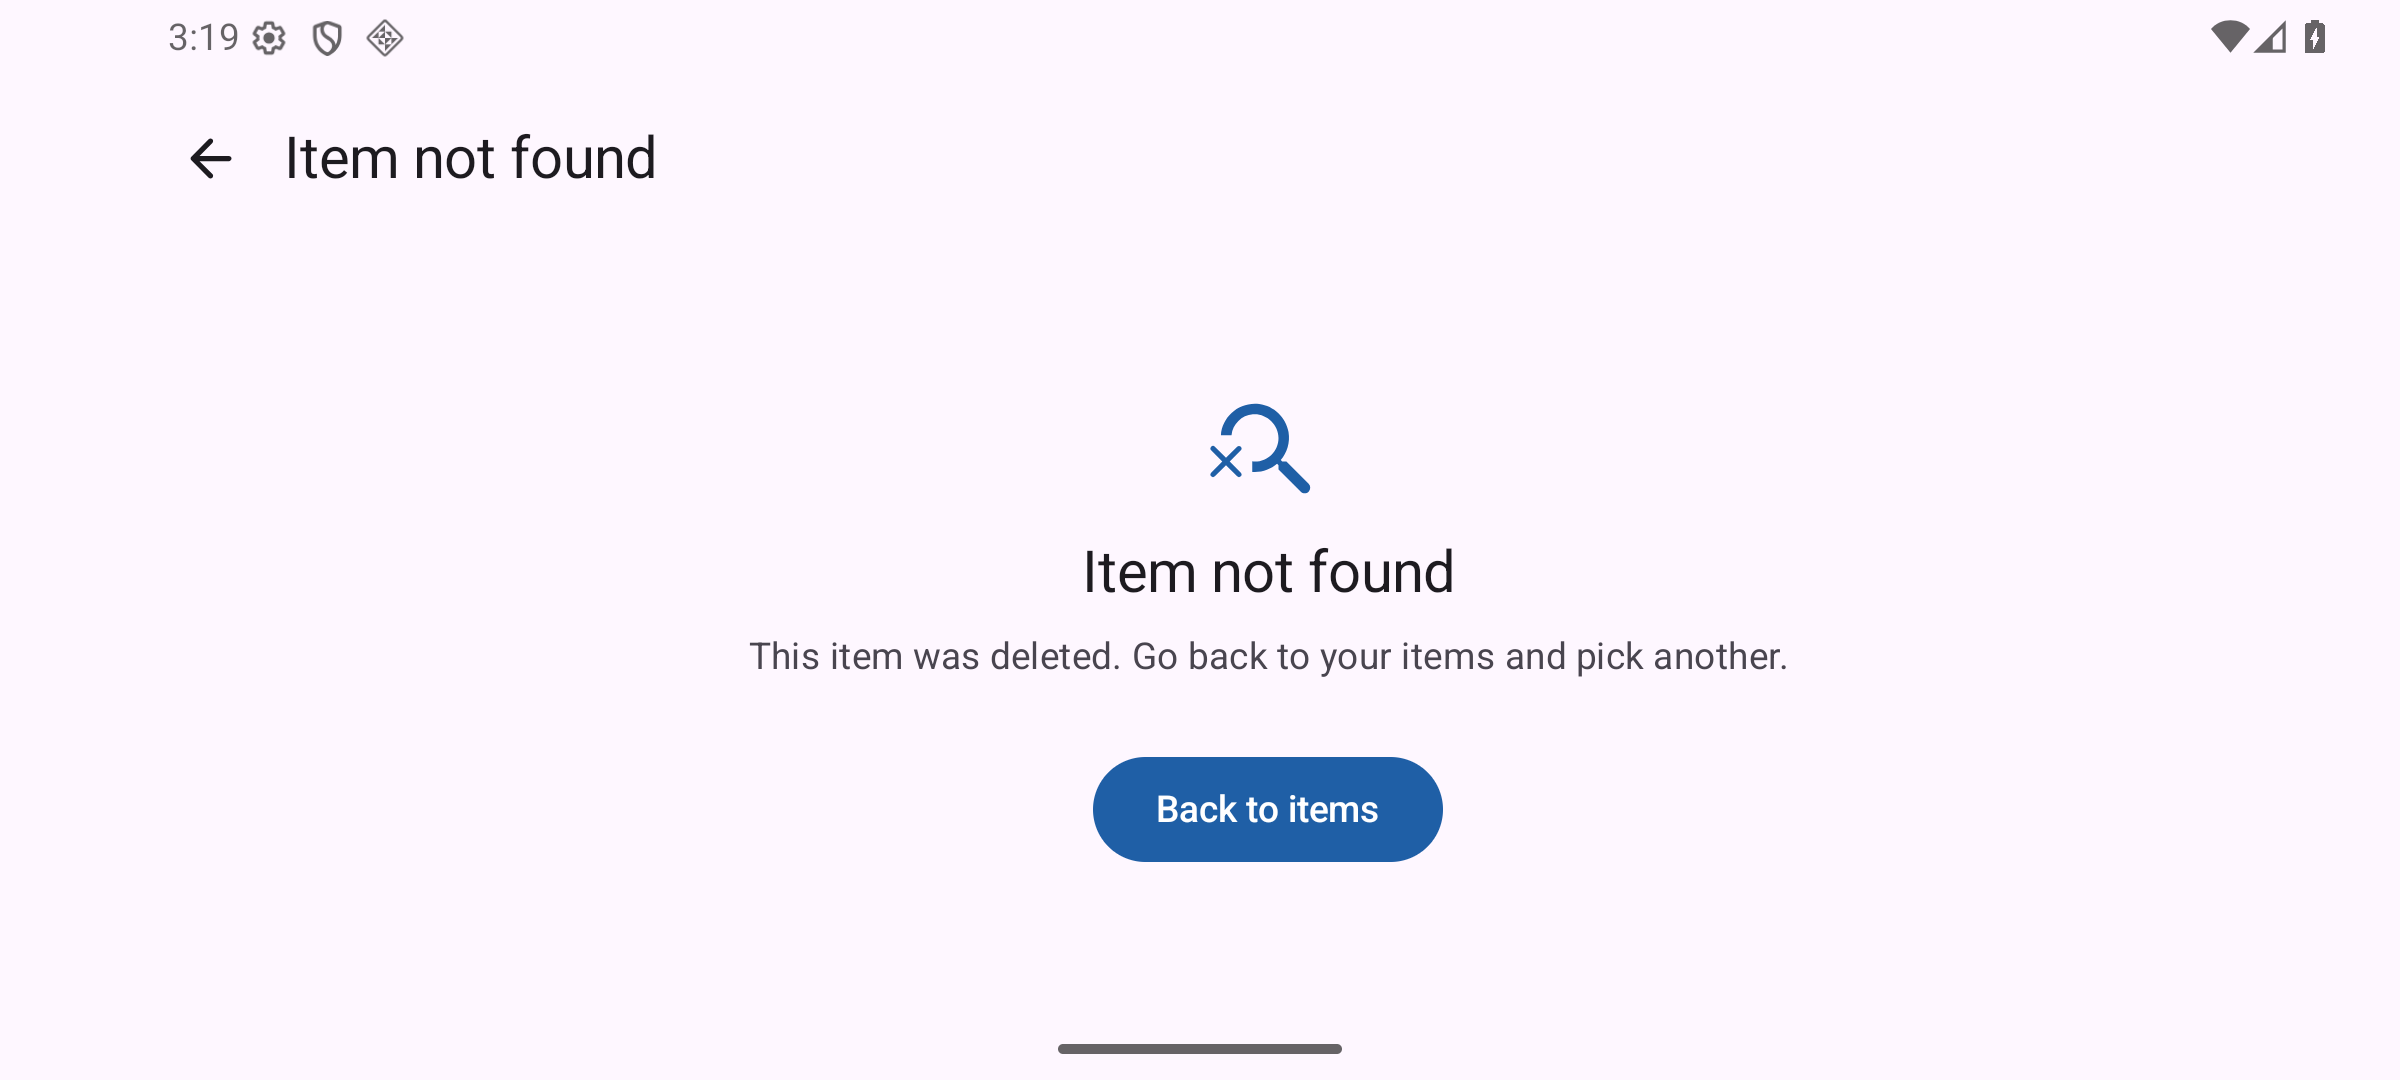 3:19
Item not found
Item not found
This item was deleted. Go back to your items and pick another.
Back to items